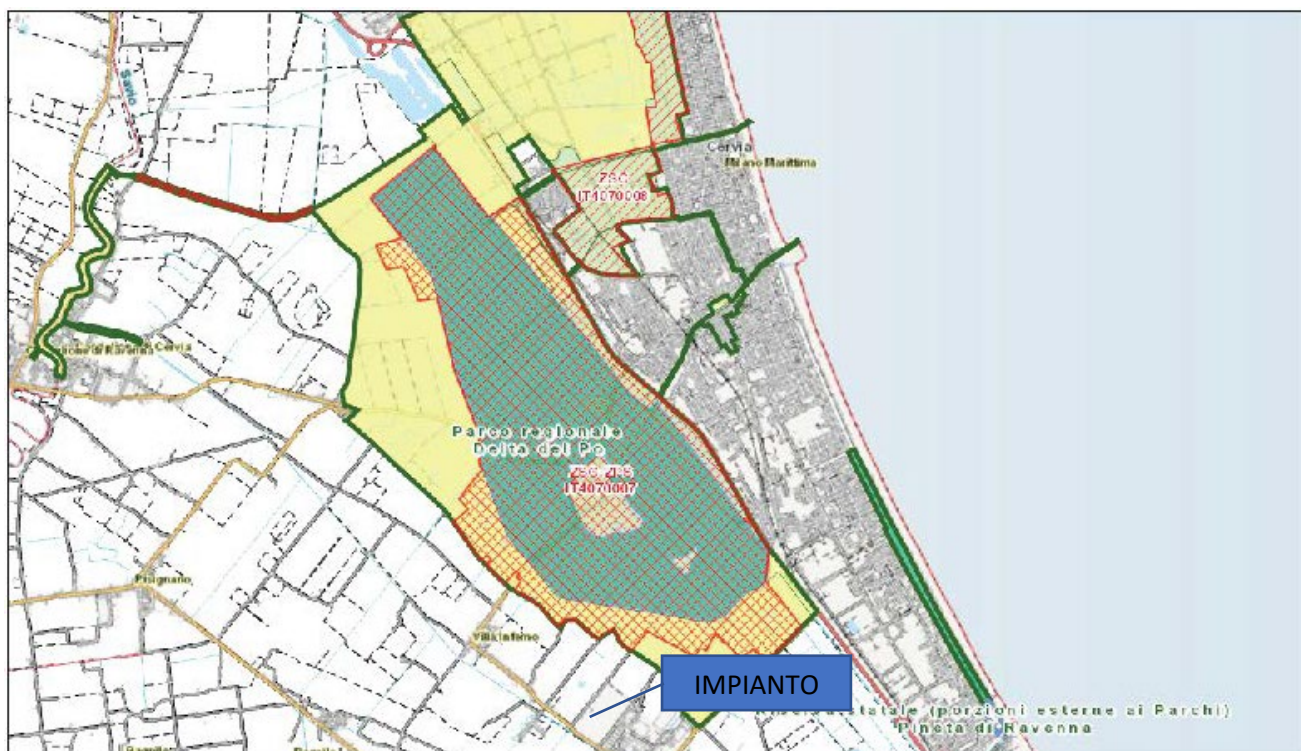 Savio
Cervia
Milano Marittima
ZSC
IT4070008
Parco regionale
Delta del Po
ZSC-ZPS
IT4070007
Pisignano
Villa Inferno
IMPIANTO
(porzioni esterne ai Parchi)
Pineta di Ravenna